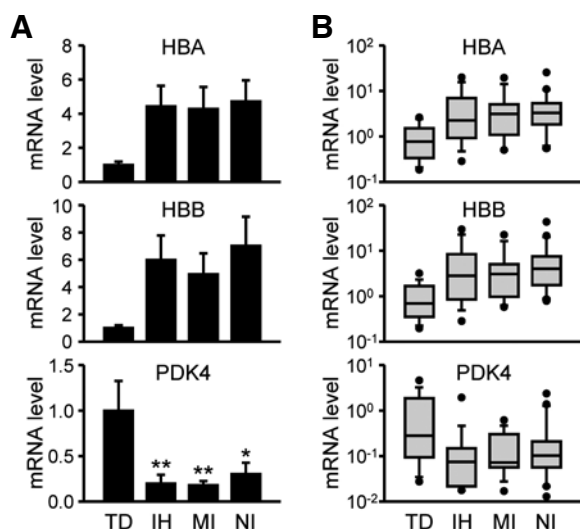 A
B
HBA
mRNA level
8
6
4
2
0
HBA
mRNA level
10²
10¹
10⁰
10⁻¹
HBB
mRNA level
10
8
6
4
2
0
HBB
mRNA level
10²
10¹
10⁰
10⁻¹
PDK4
mRNA level
1.5
1.0
0.5
0.0
** ** *
TD IH MI NI
PDK4
mRNA level
10¹
10⁰
10⁻¹
10⁻²
TD IH MI NI